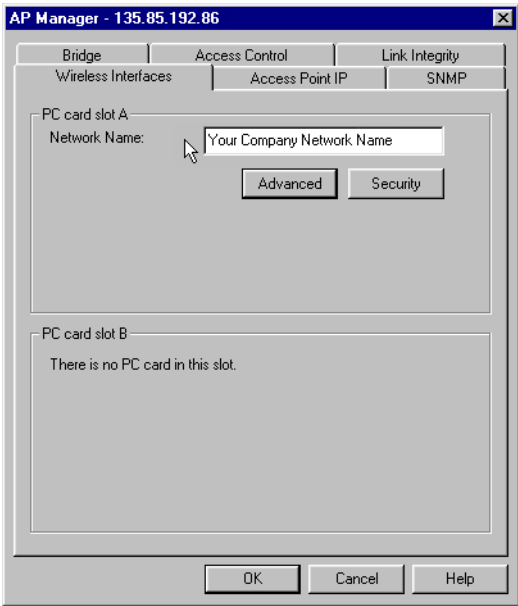 AP Manager - 135.85.192.86
Bridge Access Control Link Integrity
Wireless Interfaces Access Point IP SNMP
PC card slot A
Network Name: Your Company Network Name
Advanced Security
PC card slot B
There is no PC card in this slot.
OK Cancel Help